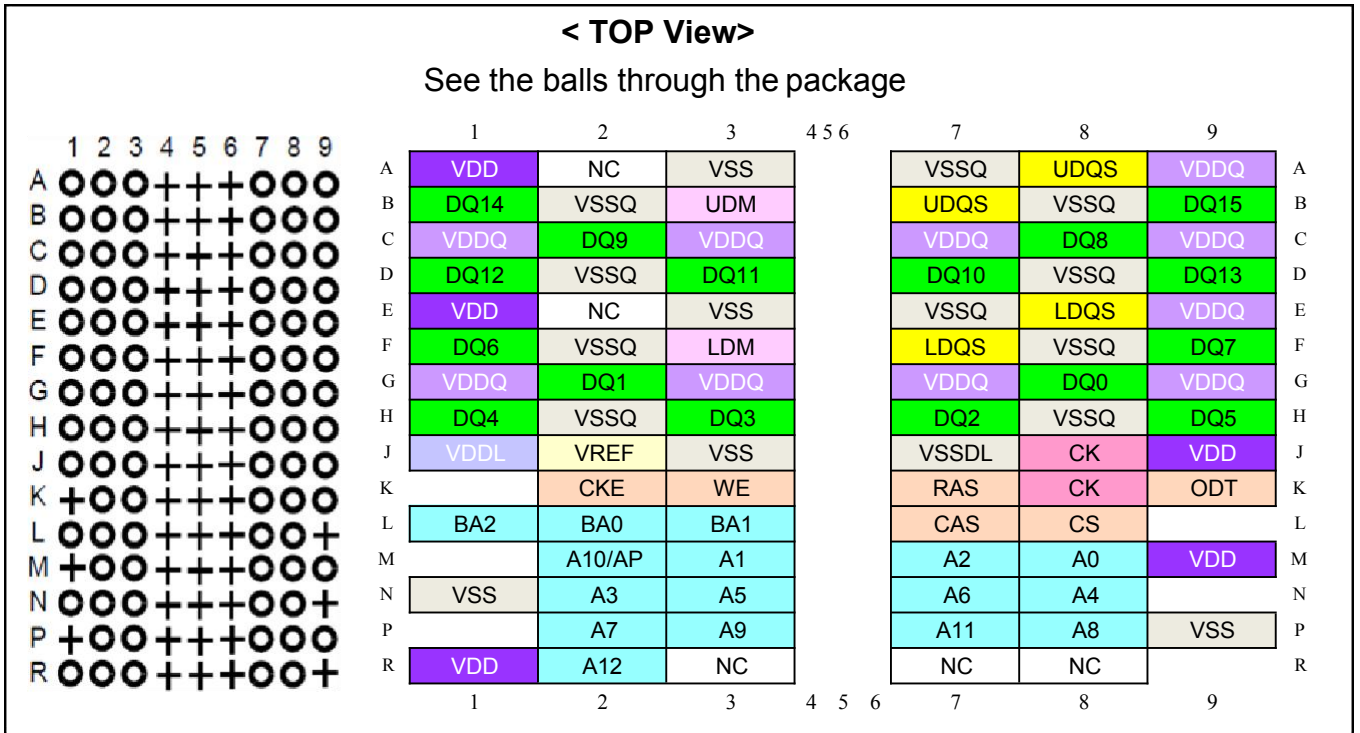 < TOP View>
See the balls through the package
1 2 3 4 5 6 7 8 9
A
B
C
D
E
F
G
H
J
K
L
M
N
P
R
1 2 3 4 5 6 7 8 9
A VDD NC VSS VSSQ UDQS VDDQ A
B DQ14 VSSQ UDM UDQS VSSQ DQ15 B
C VDDQ DQ9 VDDQ VDDQ DQ8 VDDQ C
D DQ12 VSSQ DQ11 DQ10 VSSQ DQ13 D
E VDD NC VSS VSSQ LDQS VDDQ E
F DQ6 VSSQ LDM LDQS VSSQ DQ7 F
G VDDQ DQ1 VDDQ VDDQ DQ0 VDDQ G
H DQ4 VSSQ DQ3 DQ2 VSSQ DQ5 H
J VDDL VREF VSS VSSDL CK VDD J
K CKE WE RAS CK ODT K
L BA2 BA0 BA1 CAS CS L
M A10/AP A1 A2 A0 VDD M
N VSS A3 A5 A6 A4 N
P A7 A9 A11 A8 VSS P
R VDD A12 NC NC NC R
1 2 3 4 5 6 7 8 9